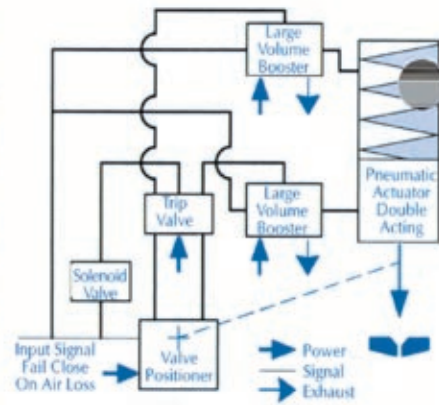 Large
Volume
Booster
Pneumatic
Actuator
Double
Acting
Trip
Valve
Large
Volume
Booster
Solenoid
Valve
Input Signal
Fail Close
On Air Loss
Valve
Positioner
Power
Signal
Exhaust